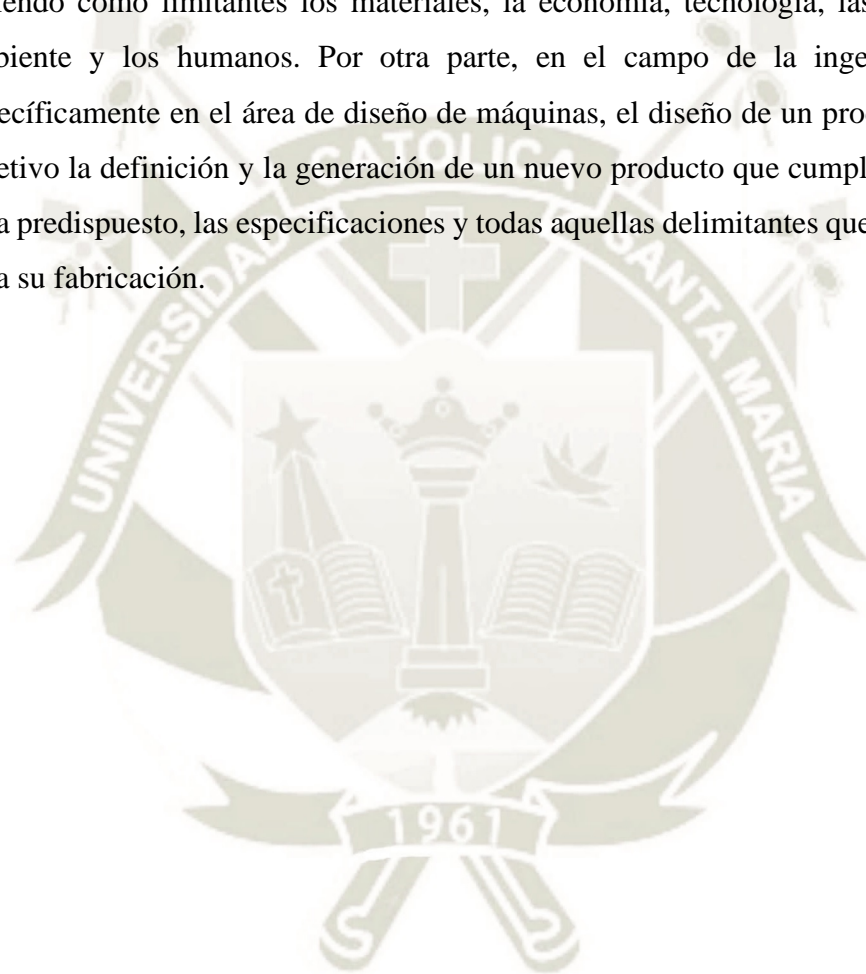 endo como limitantes los materiales, la economía, tecnología, las
biente y los humanos. Por otra parte, en el campo de la inge
ecíficamente en el área de diseño de máquinas, el diseño de un pro
etivo la definición y la generación de un nuevo producto que cumpl
a predispuesto, las especificaciones y todas aquellas delimitantes que
a su fabricación.
UNIVERSIDAD CATOLICA SANTA MARIA
1961